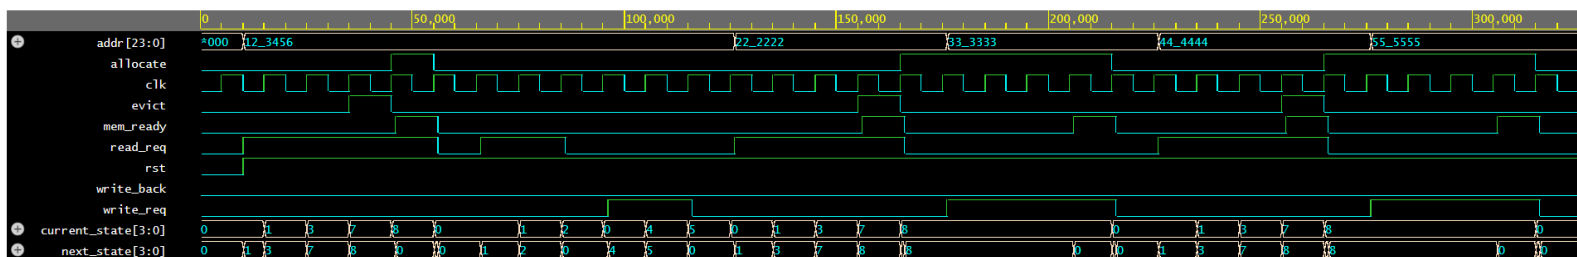 0 50,000 100,000 150,000 200,000 250,000 300,000
addr[23:0] *000 12_3456 22_2222 33_3333 44_4444 55_5555
allocate
clk
evict
mem_ready
read_req
rst
write_back
write_req
current_state[3:0] 0 1 3 7 8 0 1 2 0 4 5 0 1 3 7 8 0 1 3 7 8 0
next_state[3:0] 0 1 3 7 8 0 0 1 2 0 4 5 0 1 3 7 8 8 0 0 1 3 7 8 8 0 0